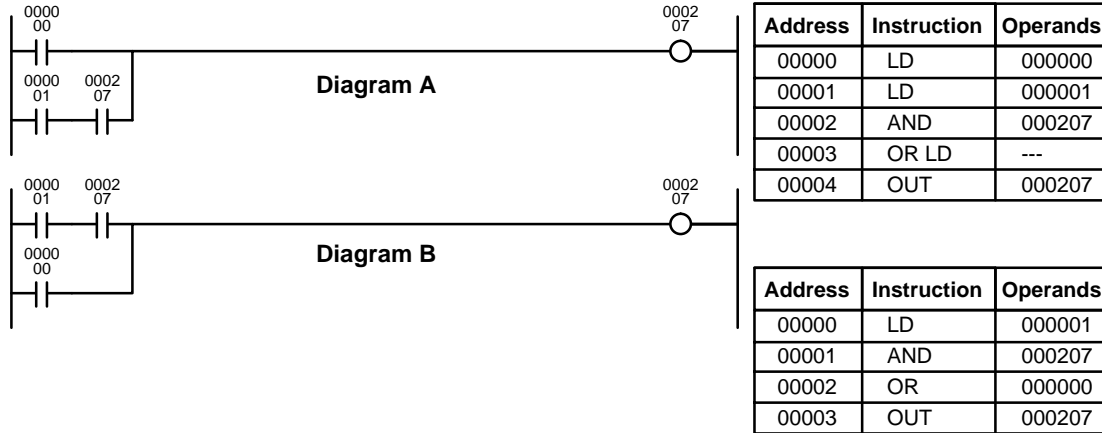 0000
00
0002
07
0000
01
0002
07
Diagram A
0000
01
0002
07
0002
07
0000
00
Diagram B
Address Instruction Operands
00000 LD 000000
00001 LD 000001
00002 AND 000207
00003 OR LD ---
00004 OUT 000207
Address Instruction Operands
00000 LD 000001
00001 AND 000207
00002 OR 000000
00003 OUT 000207